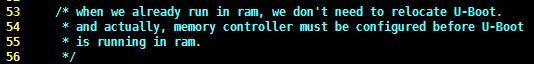 53 /* when we already run in ram, we don't need to relocate U-Boot.
54 * and actually, memory controller must be configured before U-Boot
55 * is running in ram.
56 */